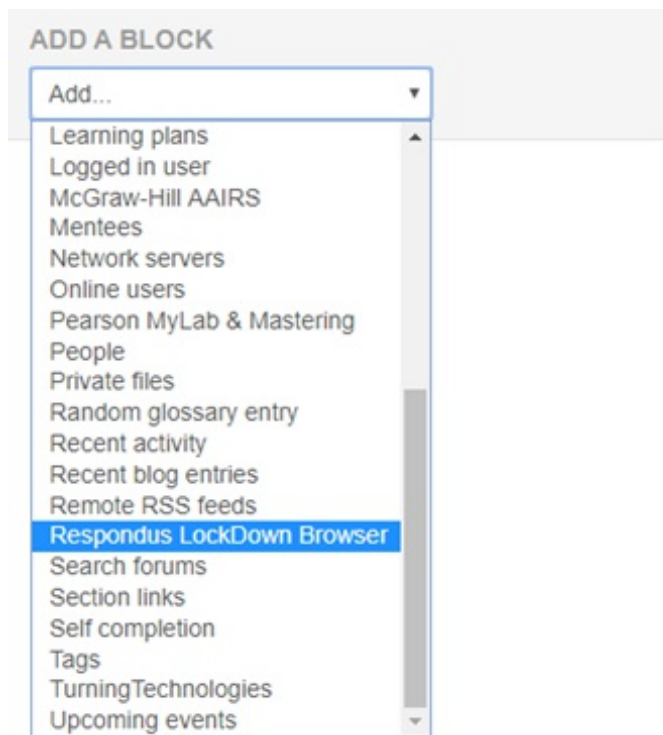 ADD A BLOCK
Add...
Learning plans
Logged in user
McGraw-Hill AAIRS
Mentees
Network servers
Online users
Pearson MyLab & Mastering
People
Private files
Random glossary entry
Recent activity
Recent blog entries
Remote RSS feeds
Respondus LockDown Browser
Search forums
Section links
Self completion
Tags
TurningTechnologies
Upcoming events